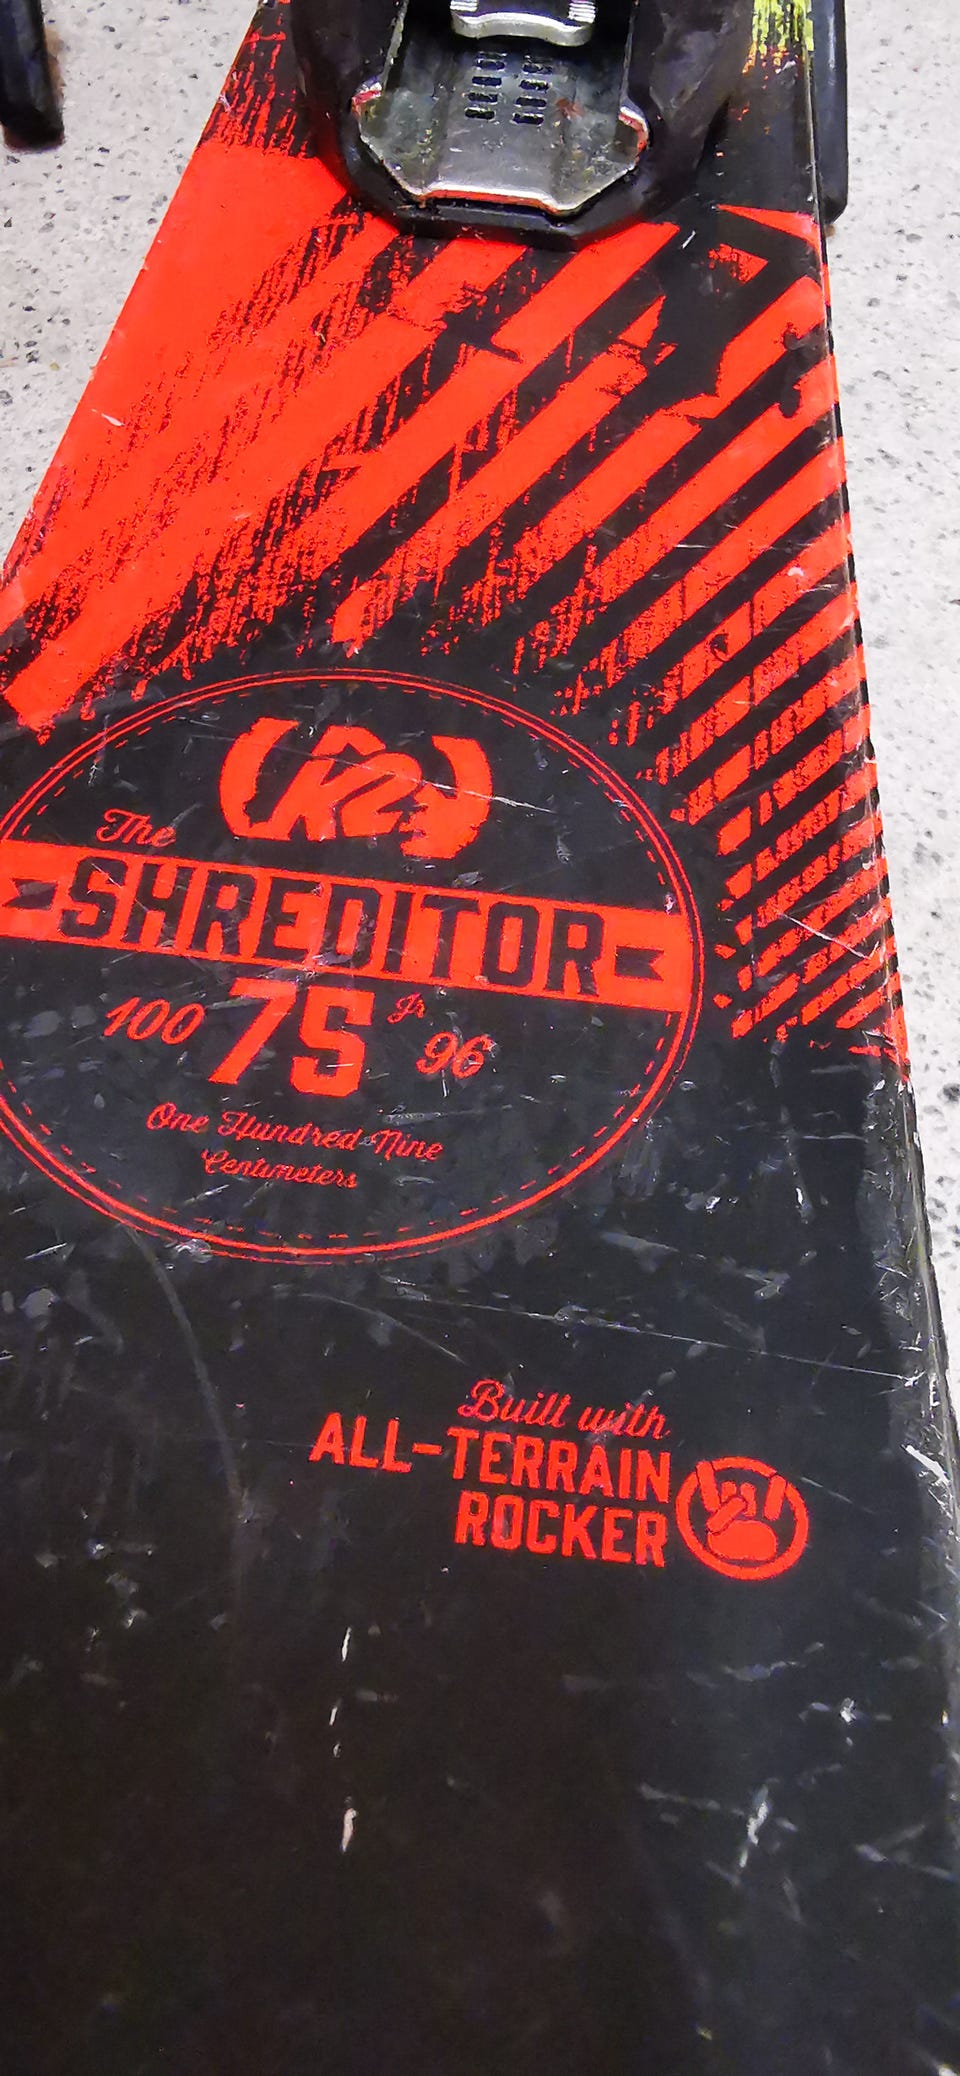 K2
The
SHREDITOR
100 75 Jr 96
One Hundred-Nine
Centimeters
Built with
ALL-TERRAIN
ROCKER